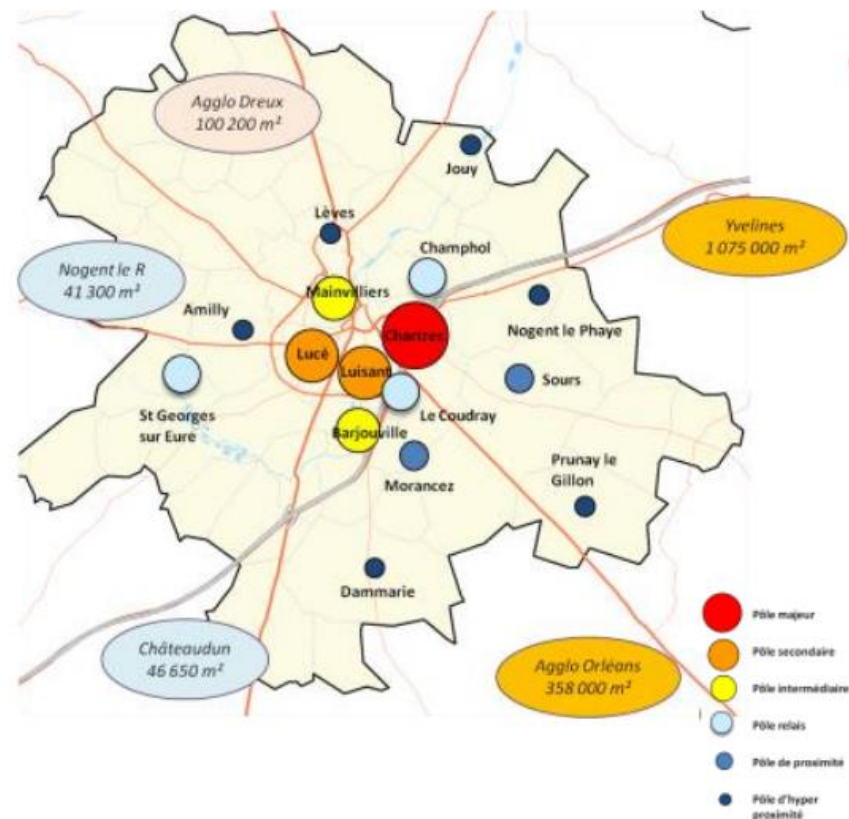 Agglo Dreux
100 200 m²
Jouy
Lèves
Champhol
Yvelines
1 075 000 m²
Nogent le R
41 300 m²
Mainvilliers
Amilly
Nogent le Phaye
Lucé
Luisant
Sours
St Georges
sur Eure
Le Coudray
Barjouville
Morancez
Prunay le
Gillon
Dammarie
Châteaudun
46 650 m²
Agglo Orléans
358 000 m²
Pôle majeur
Pôle secondaire
Pôle intermédiaire
Pôle relais
Pôle de proximité
Pôle d'hyper
proximité